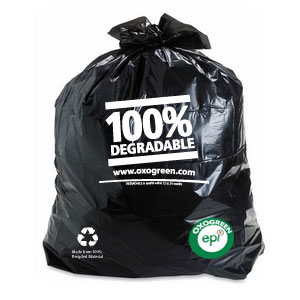 100%
DEGRADABLE
www.oxogreen.com
Made from 100%
Recycled Material
OXOGREEN
epi®